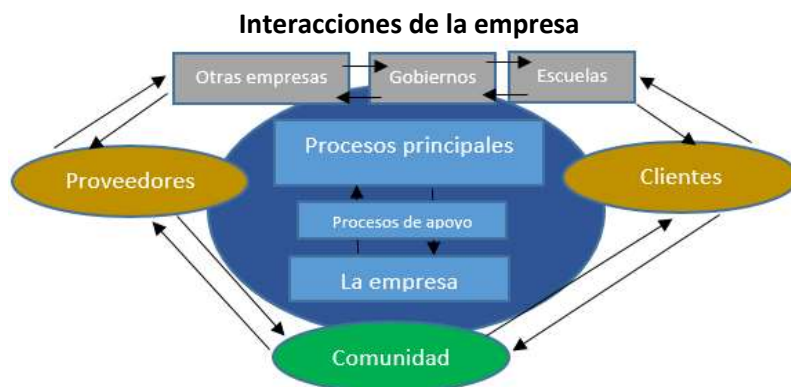 Interacciones de la empresa
Otras empresas
Gobiernos
Escuelas
Procesos principales
Proveedores
Clientes
Procesos de apoyo
La empresa
Comunidad